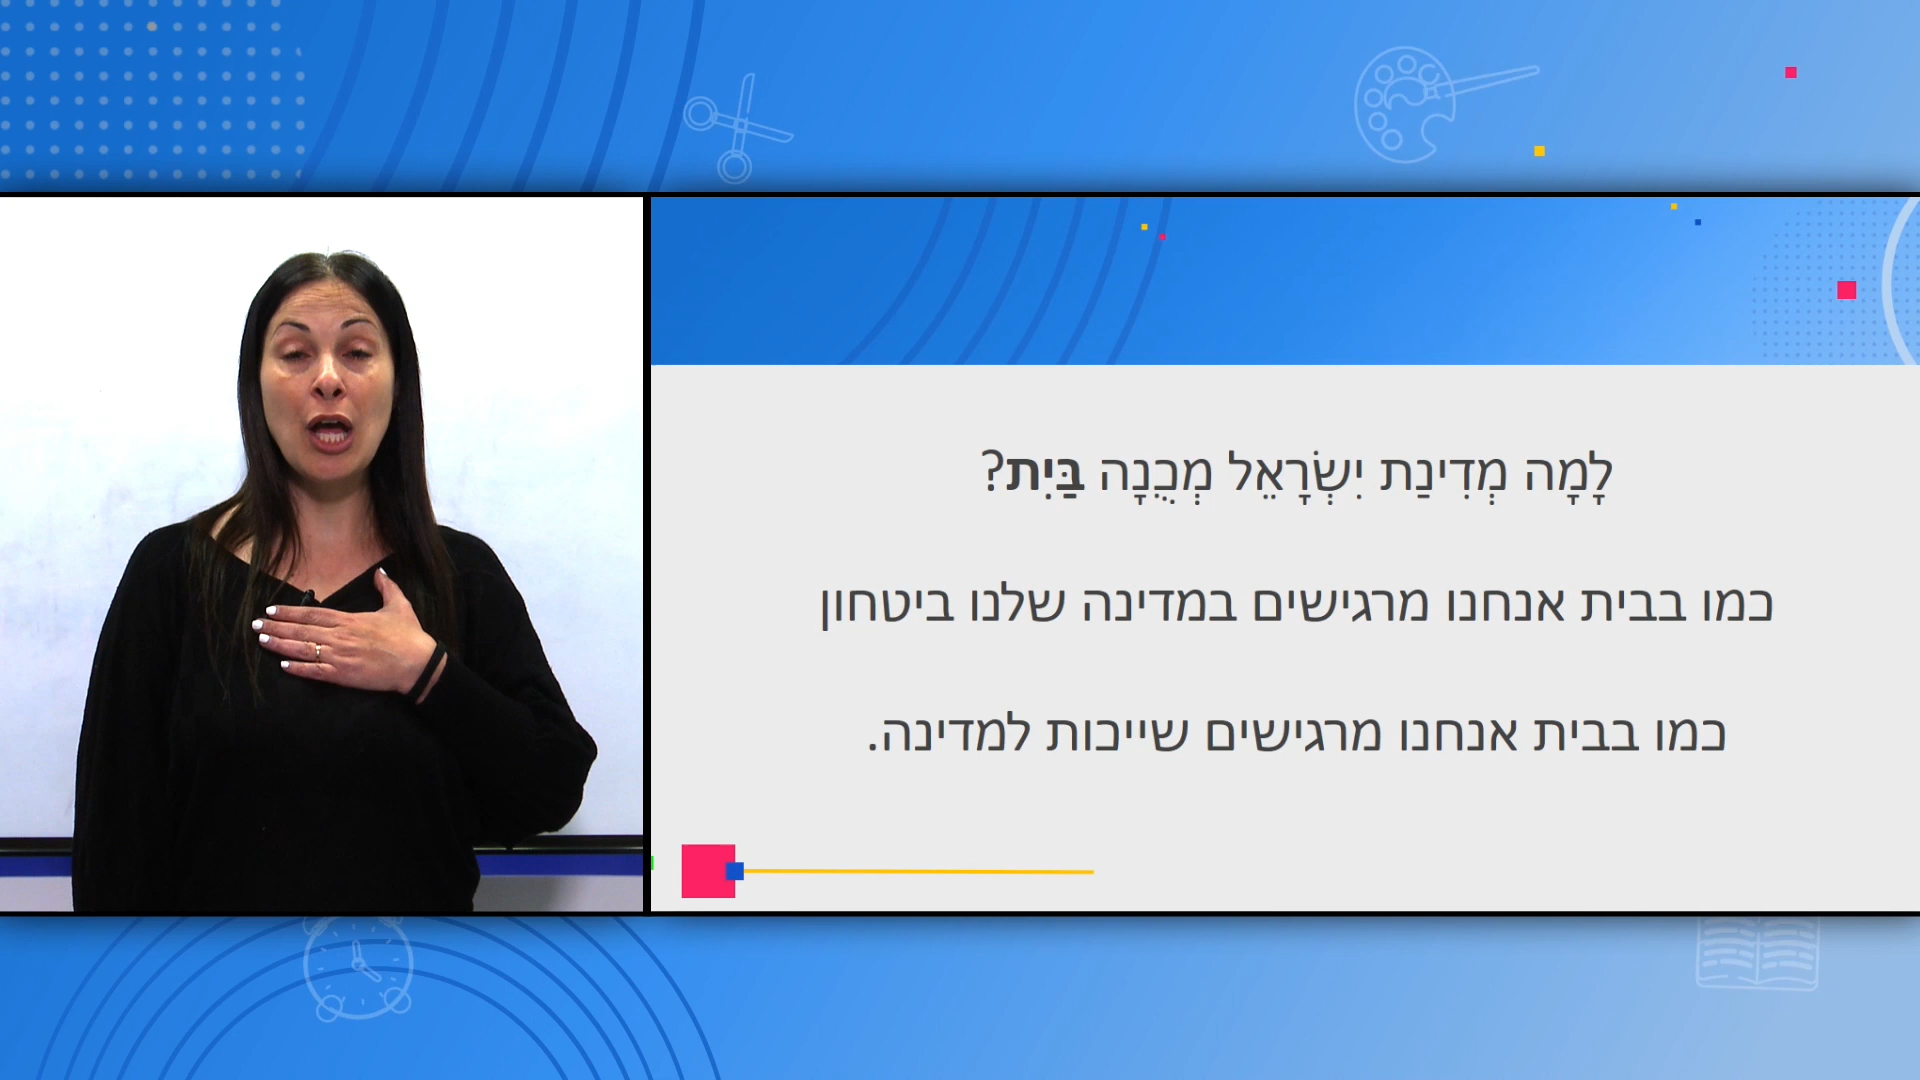 לָמָה מְדִינַת יִשְׂרָאֵל מְכֻנָה בַּיִת?
כמו בבית אנחנו מרגישים במדינה שלנו ביטחון
כמו בבית אנחנו מרגישים שייכות למדינה.